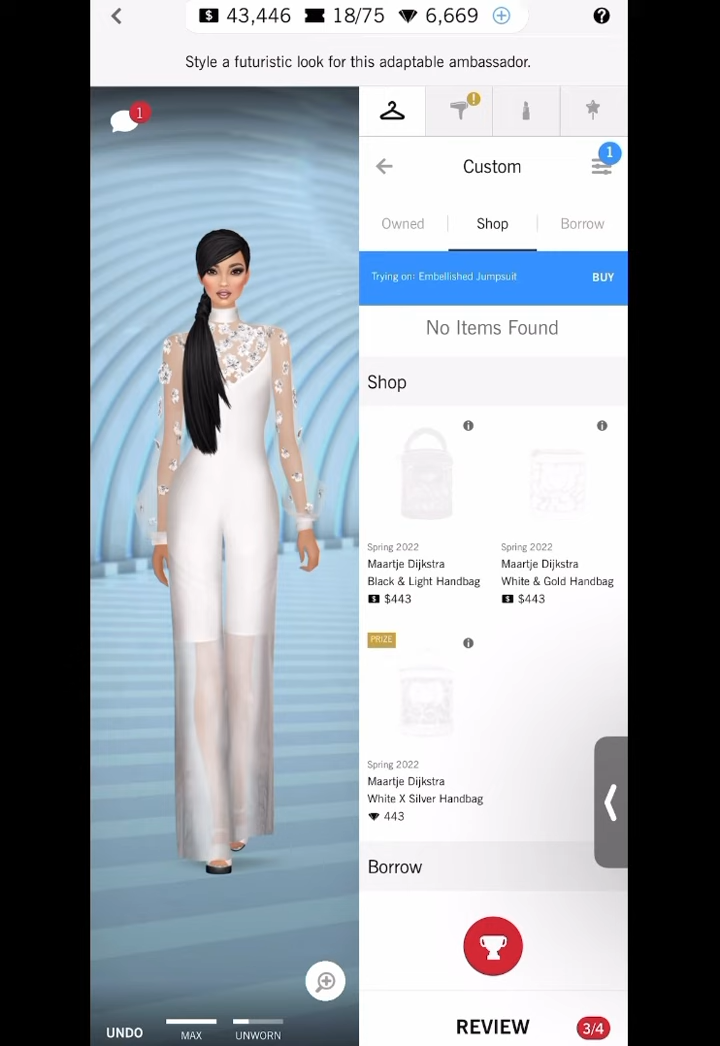 43,446 18/75 6,669
Style a futuristic look for this adaptable ambassador.
1
1
Custom
Owned Shop Borrow
Trying on: Embellished Jumpsuit BUY
No Items Found
Shop
Spring 2022
Maartje Dijkstra
Black & Light Handbag
$443
Spring 2022
Maartje Dijkstra
White & Gold Handbag
$443
PRIZE
Spring 2022
Maartje Dijkstra
White X Silver Handbag
443
Borrow
UNDO MAX UNWORN
REVIEW 3/4